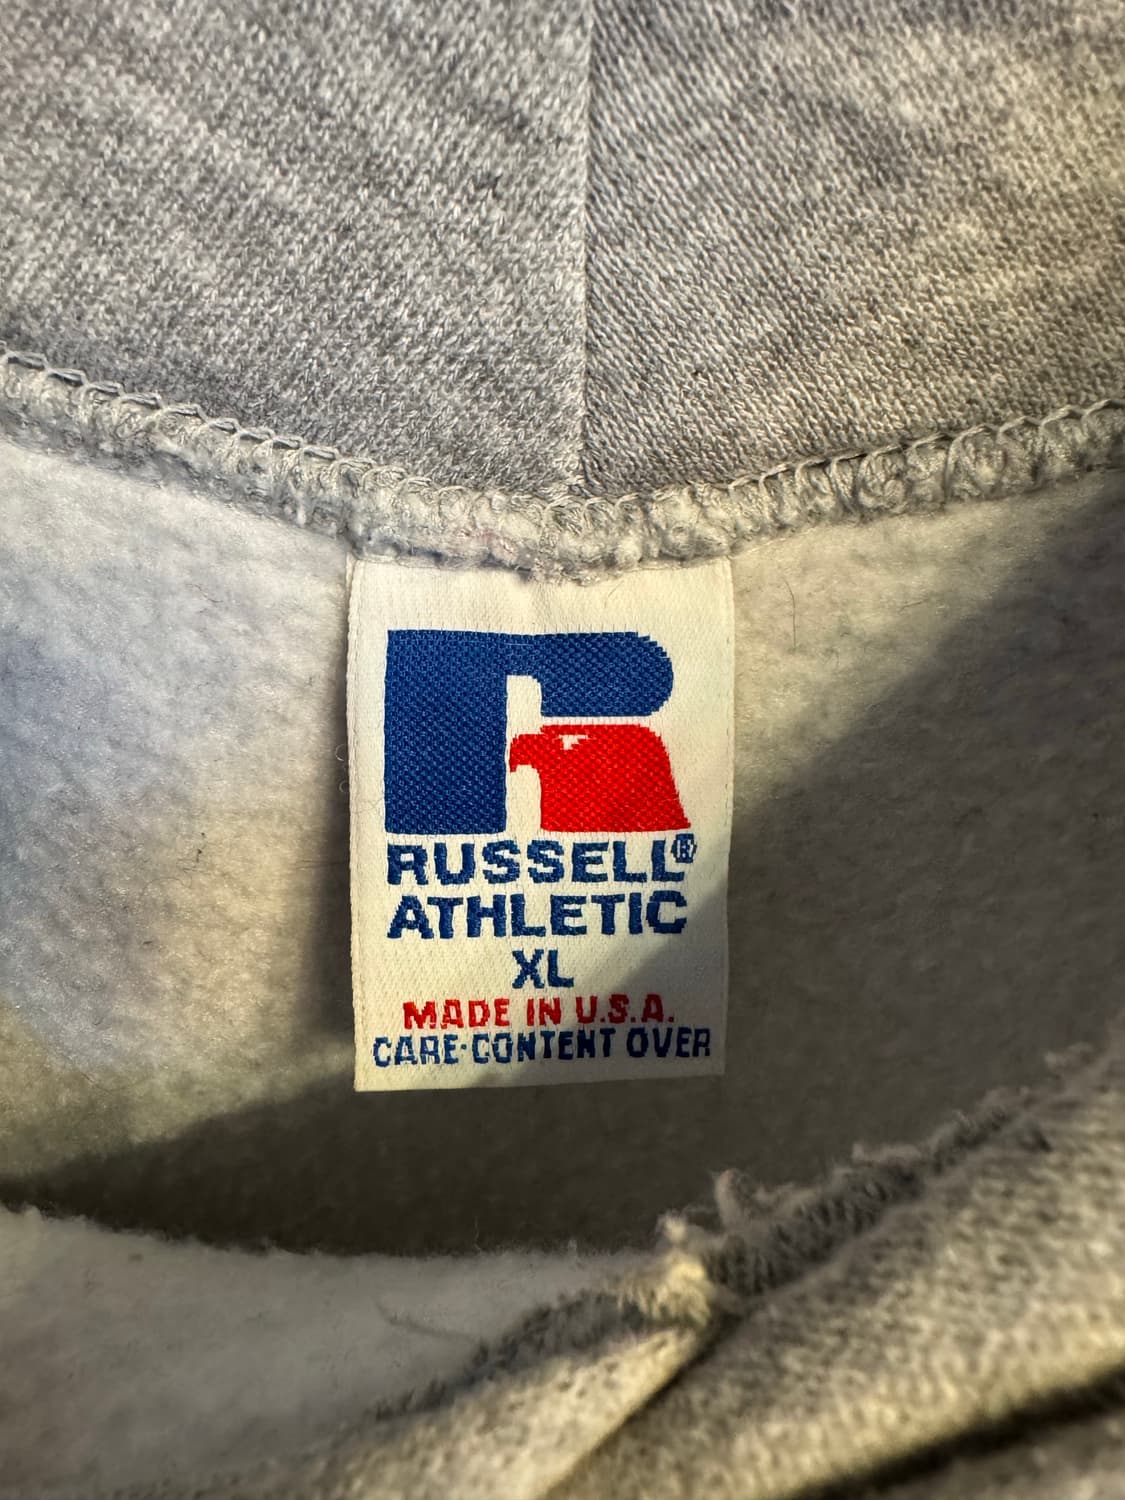 RUSSELL®
ATHLETIC
XL
MADE IN U.S.A.
CARE·CONTENT OVER